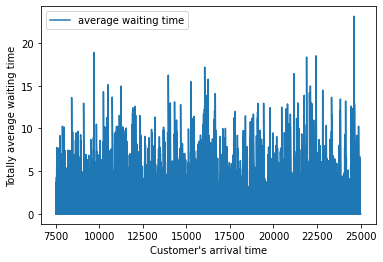 average waiting time
20
15
10
5
0
Totally average waiting time
7500 10000 12500 15000 17500 20000 22500 25000
Customer's arrival time